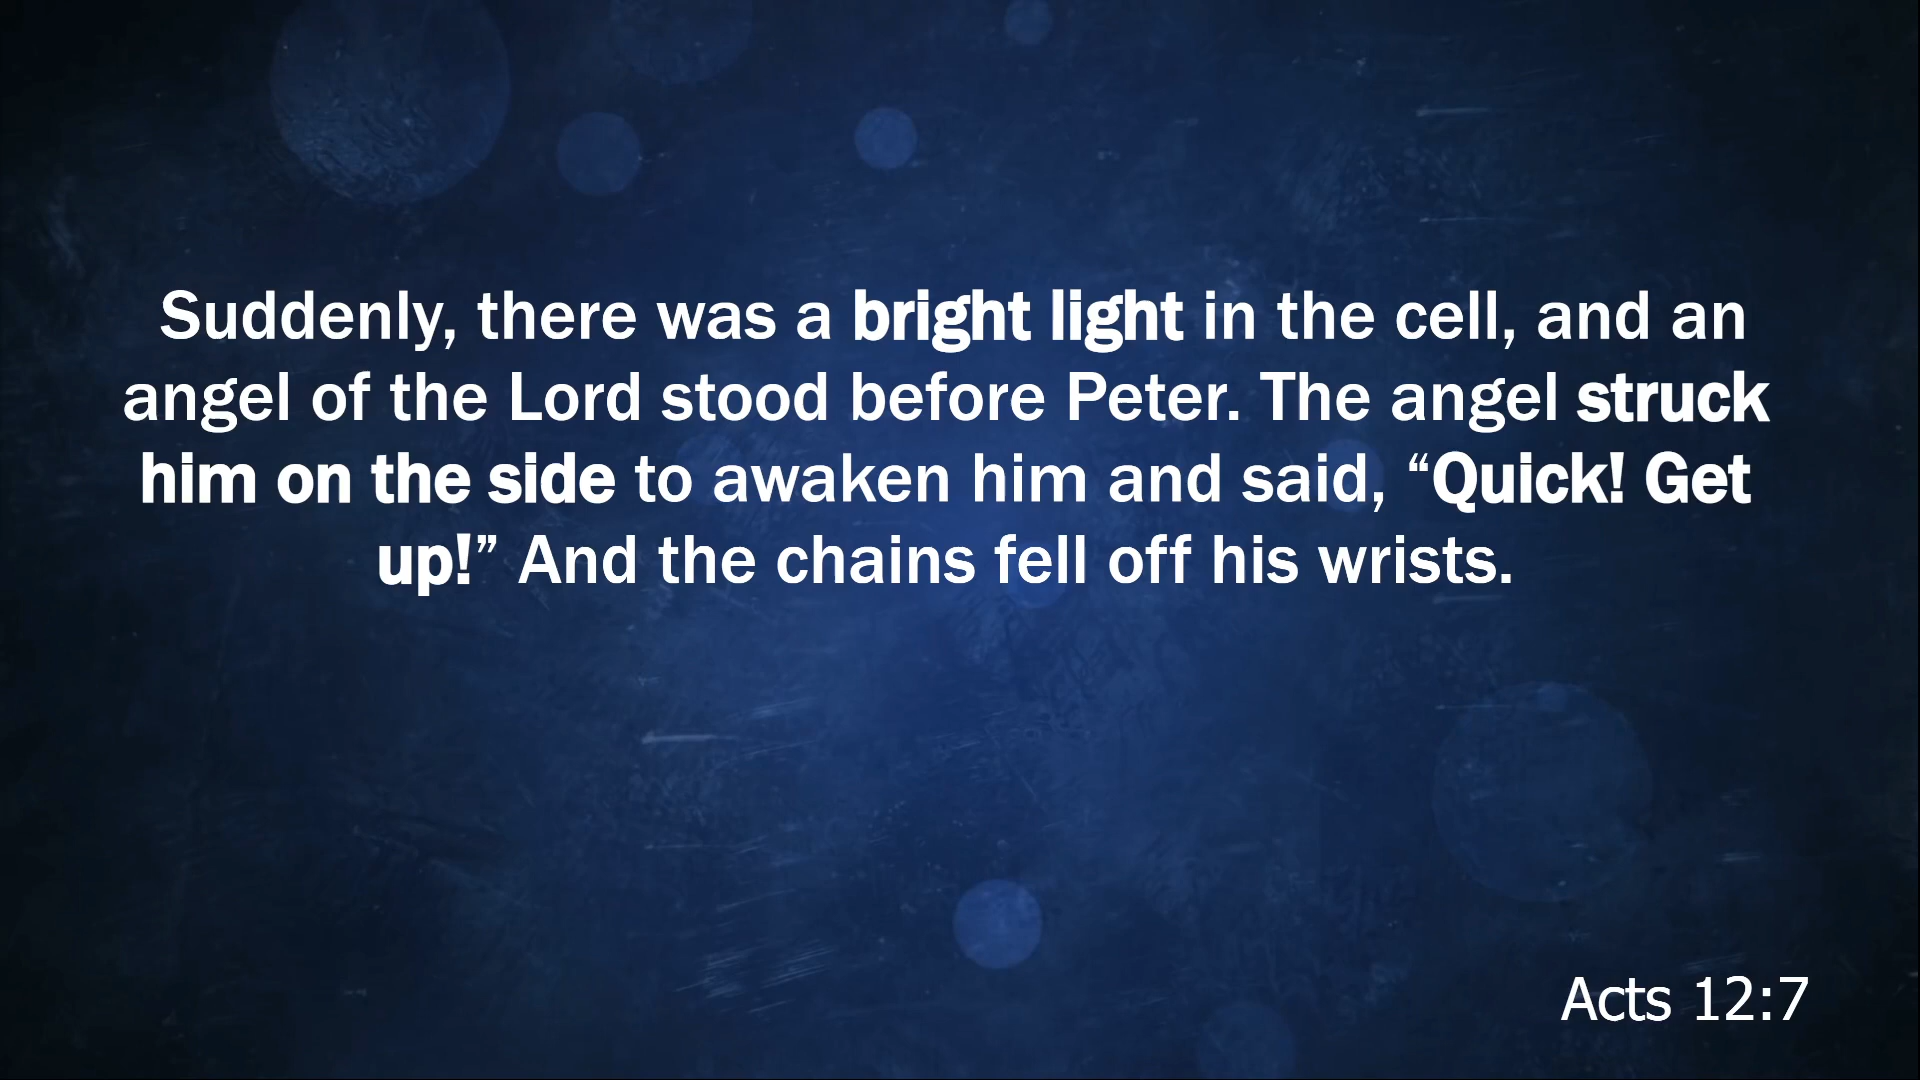 Suddenly, there was a bright light in the cell, and an
angel of the Lord stood before Peter. The angel struck
him on the side to awaken him and said, “Quick! Get
up!” And the chains fell off his wrists.
Acts 12:7